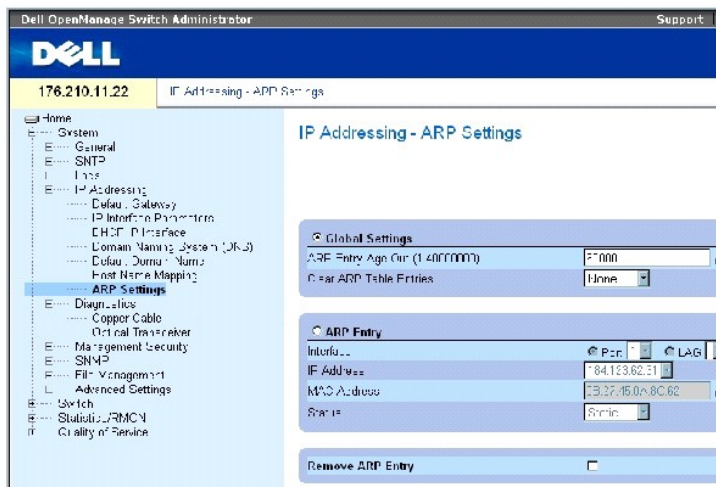 Dell OpenManage Switch Administrator
Support
DELL
176.210.11.22
IP Addressing - ARP Settings
Home
System
General
SNTP
Logs
IP Addressing
Default Gateway
IP Interface Parameters
DHCP IP Interface
Domain Naming System (DNS)
Default Domain Name
Host Name Mapping
ARP Settings
Diagnostics
Copper Cable
Optical Transceiver
Management Security
SNMP
File Management
Advanced Settings
Switch
Statistics/RMON
Quality of Service
IP Addressing - ARP Settings
Global Settings
ARP Entry Age Out (1-40000000)
Clear ARP Table Entries
None
ARP Entry
Interface
Port
LAG
IP Address
MAC Address
Status
Static
Remove ARP Entry